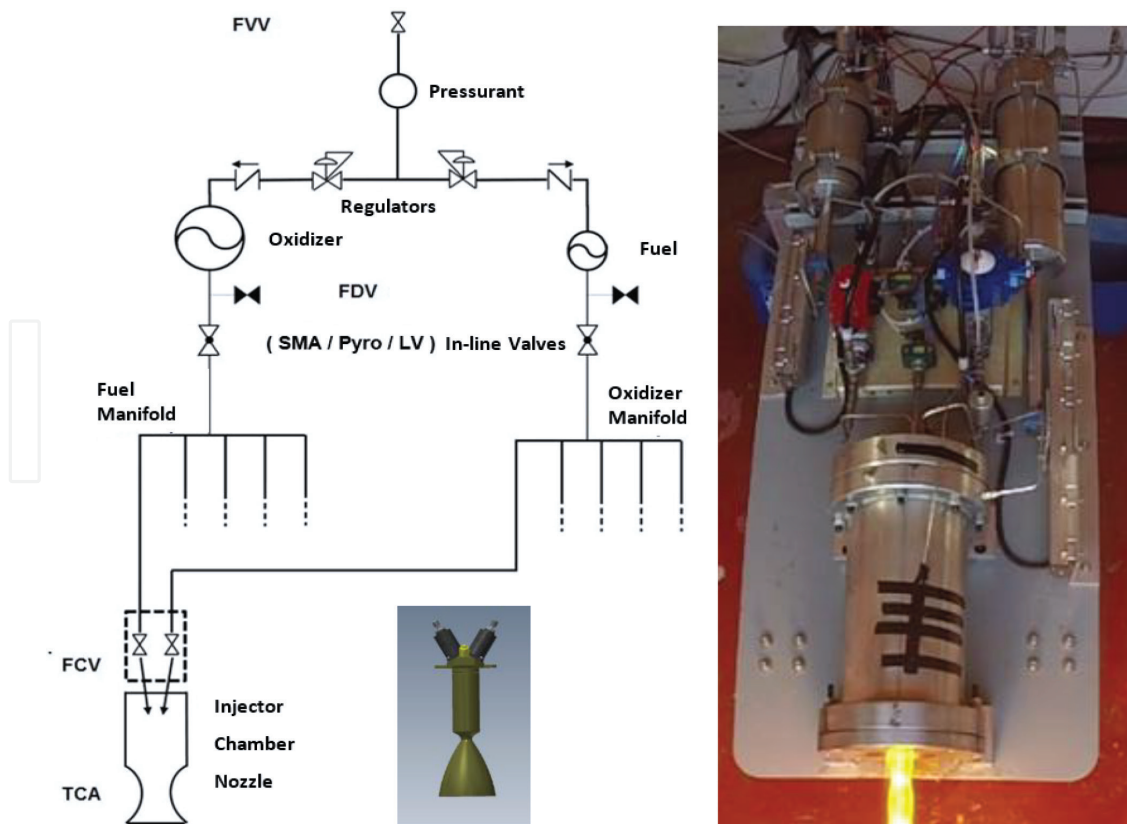 FVV
Pressurant
Regulators
Oxidizer
Fuel
FDV
( SMA / Pyro / LV ) In-line Valves
Fuel
Manifold
Oxidizer
Manifold
FCV
Injector
Chamber
Nozzle
TCA